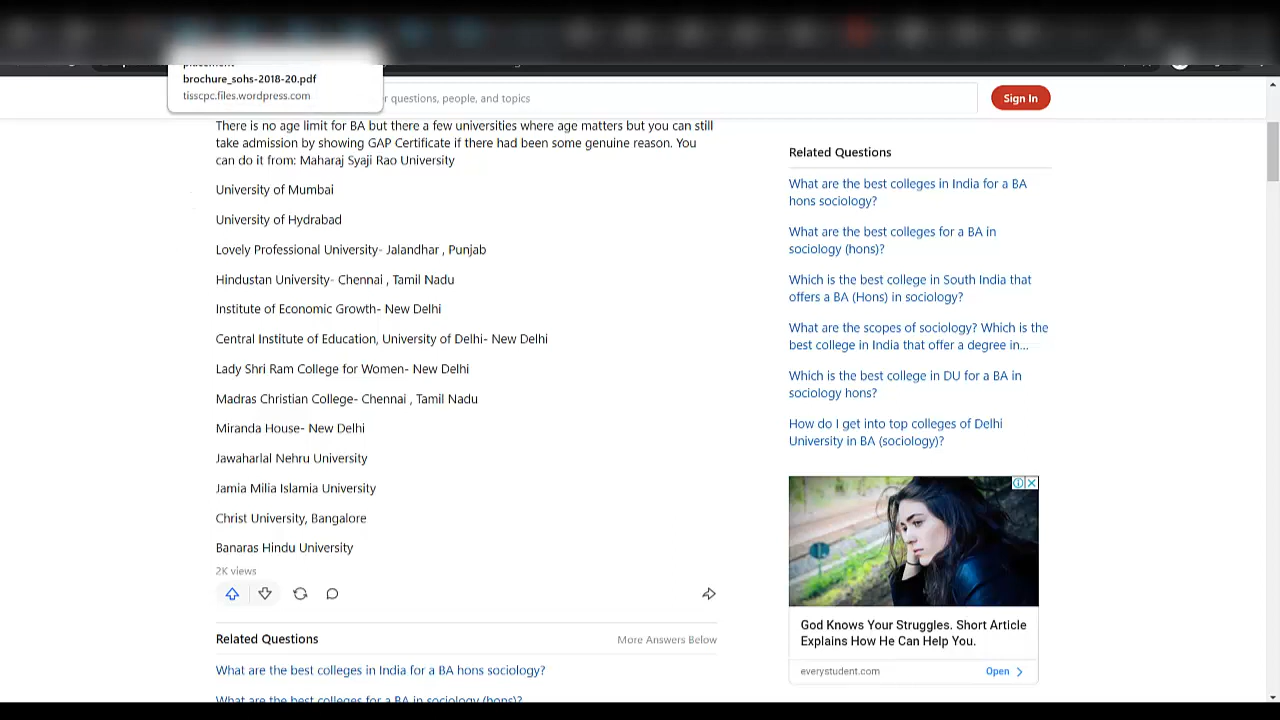 brochure_sohs-2018-20.pdf
tisscpc.files.wordpress.com
r questions, people, and topics
Sign In
There is no age limit for BA but there a few universities where age matters but you can still
take admission by showing GAP Certificate if there had been some genuine reason. You
can do it from: Maharaj Syaji Rao University
University of Mumbai
University of Hydrabad
Lovely Professional University- Jalandhar , Punjab
Hindustan University- Chennai , Tamil Nadu
Institute of Economic Growth- New Delhi
Central Institute of Education, University of Delhi- New Delhi
Lady Shri Ram College for Women- New Delhi
Madras Christian College- Chennai , Tamil Nadu
Miranda House- New Delhi
Jawaharlal Nehru University
Jamia Milia Islamia University
Christ University, Bangalore
Banaras Hindu University
2K views
Related Questions
More Answers Below
What are the best colleges in India for a BA hons sociology?
What are the best colleges for a BA in sociology (hons)?
Related Questions
What are the best colleges in India for a BA
hons sociology?
What are the best colleges for a BA in
sociology (hons)?
Which is the best college in South India that
offers a BA (Hons) in sociology?
What are the scopes of sociology? Which is the
best college in India that offer a degree in...
Which is the best college in DU for a BA in
sociology hons?
How do I get into top colleges of Delhi
University in BA (sociology)?
God Knows Your Struggles. Short Article
Explains How He Can Help You.
everystudent.com
Open